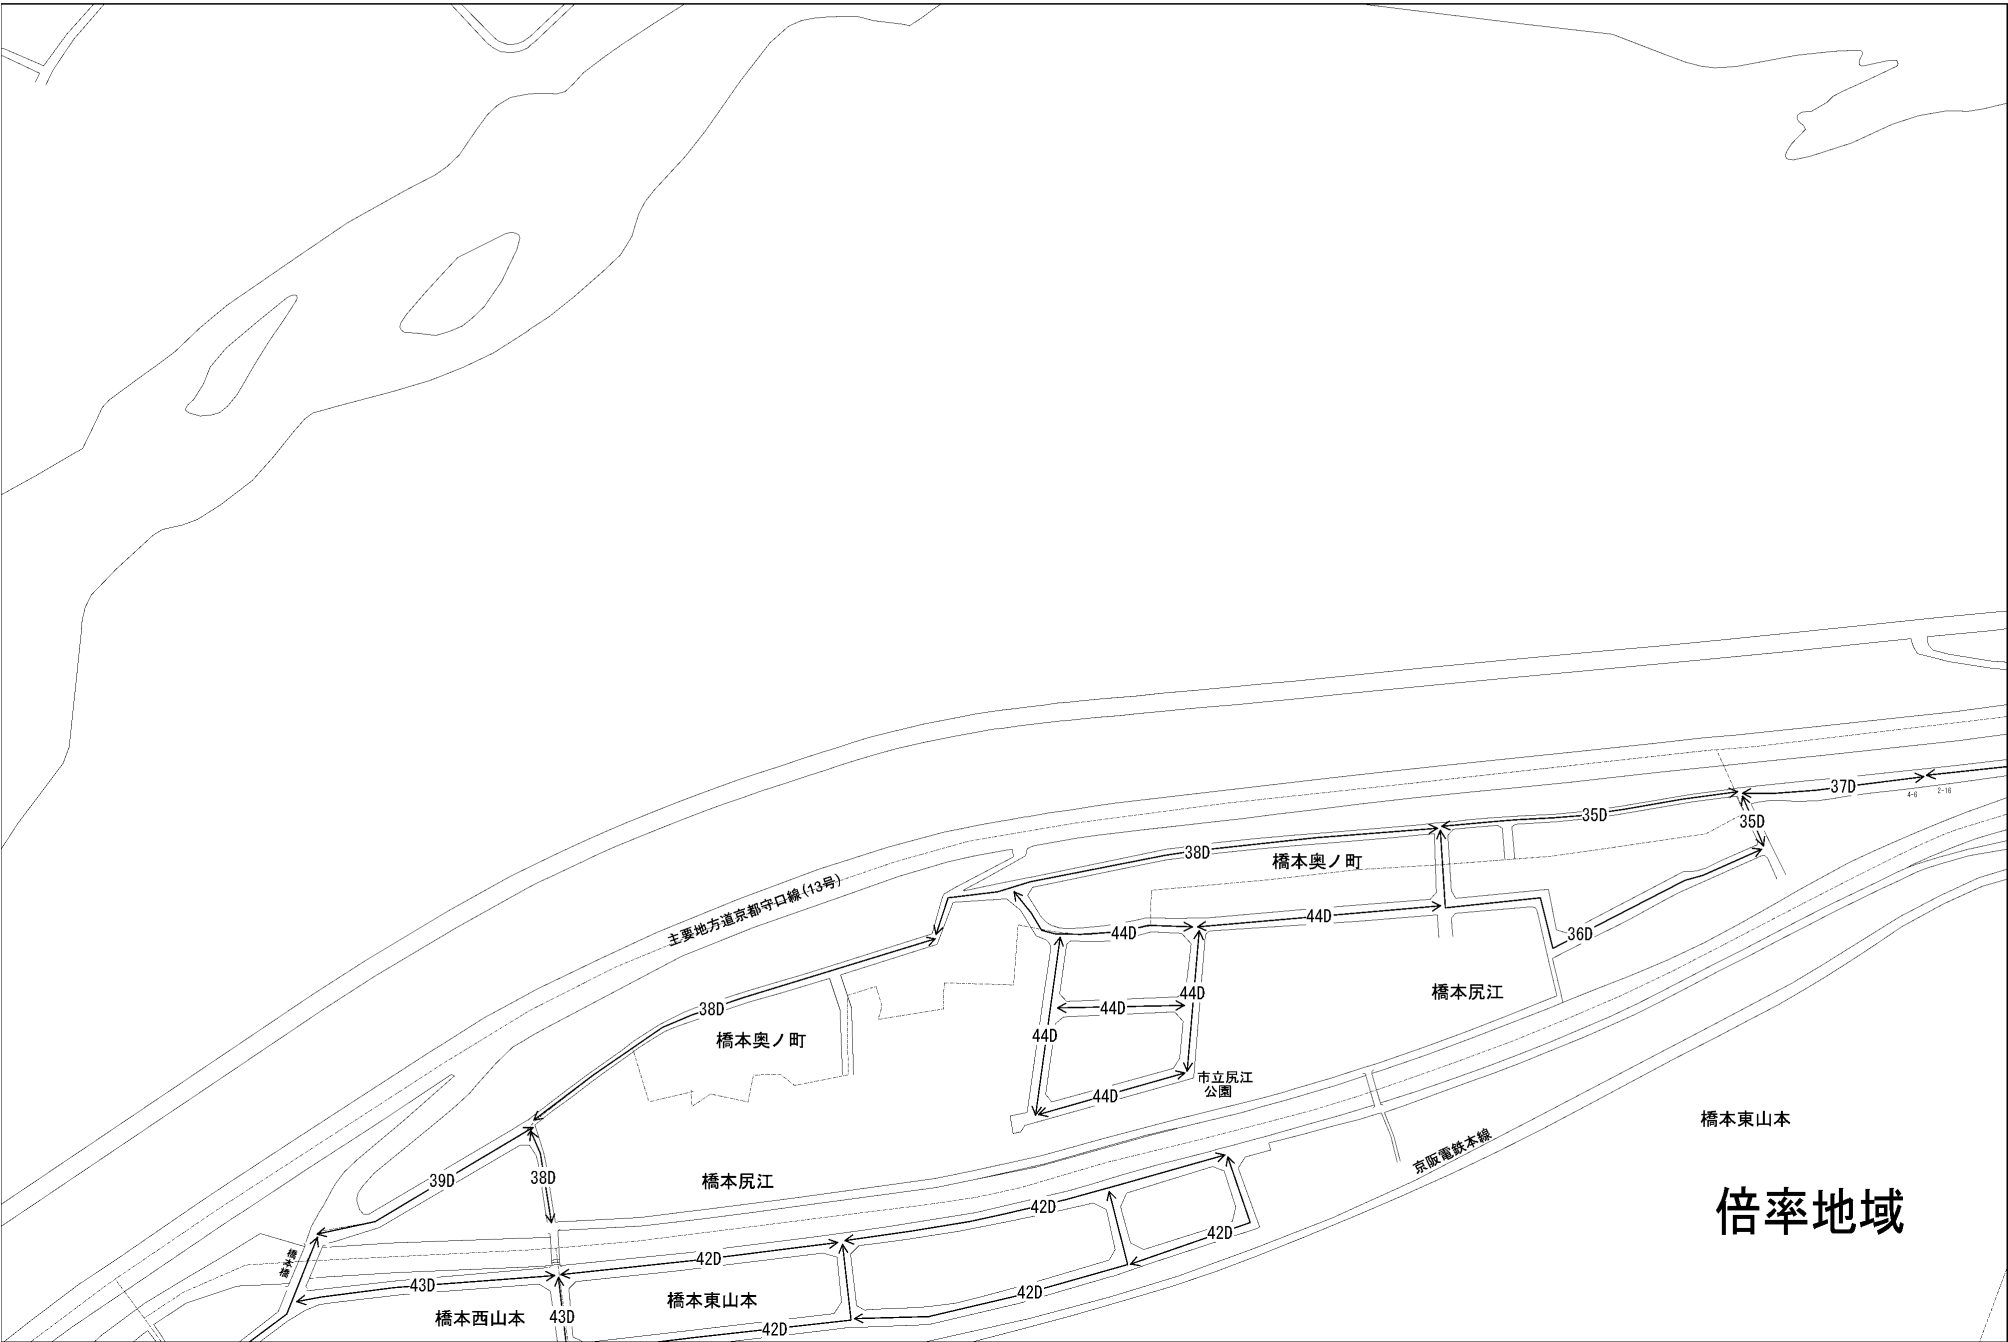 37D
4-6
2-16
35D
35D
38D
橋本奥ノ町
主要地方道京都守口線(13号)
44D
44D
36D
橋本尻江
44D
44D
38D
44D
橋本奥ノ町
市立尻江
公園
44D
橋本東山本
京阪電鉄本線
39D
38D
橋本尻江
42D
倍率地域
42D
橋本橋
42D
43D
42D
橋本東山本
橋本西山本
43D
42D